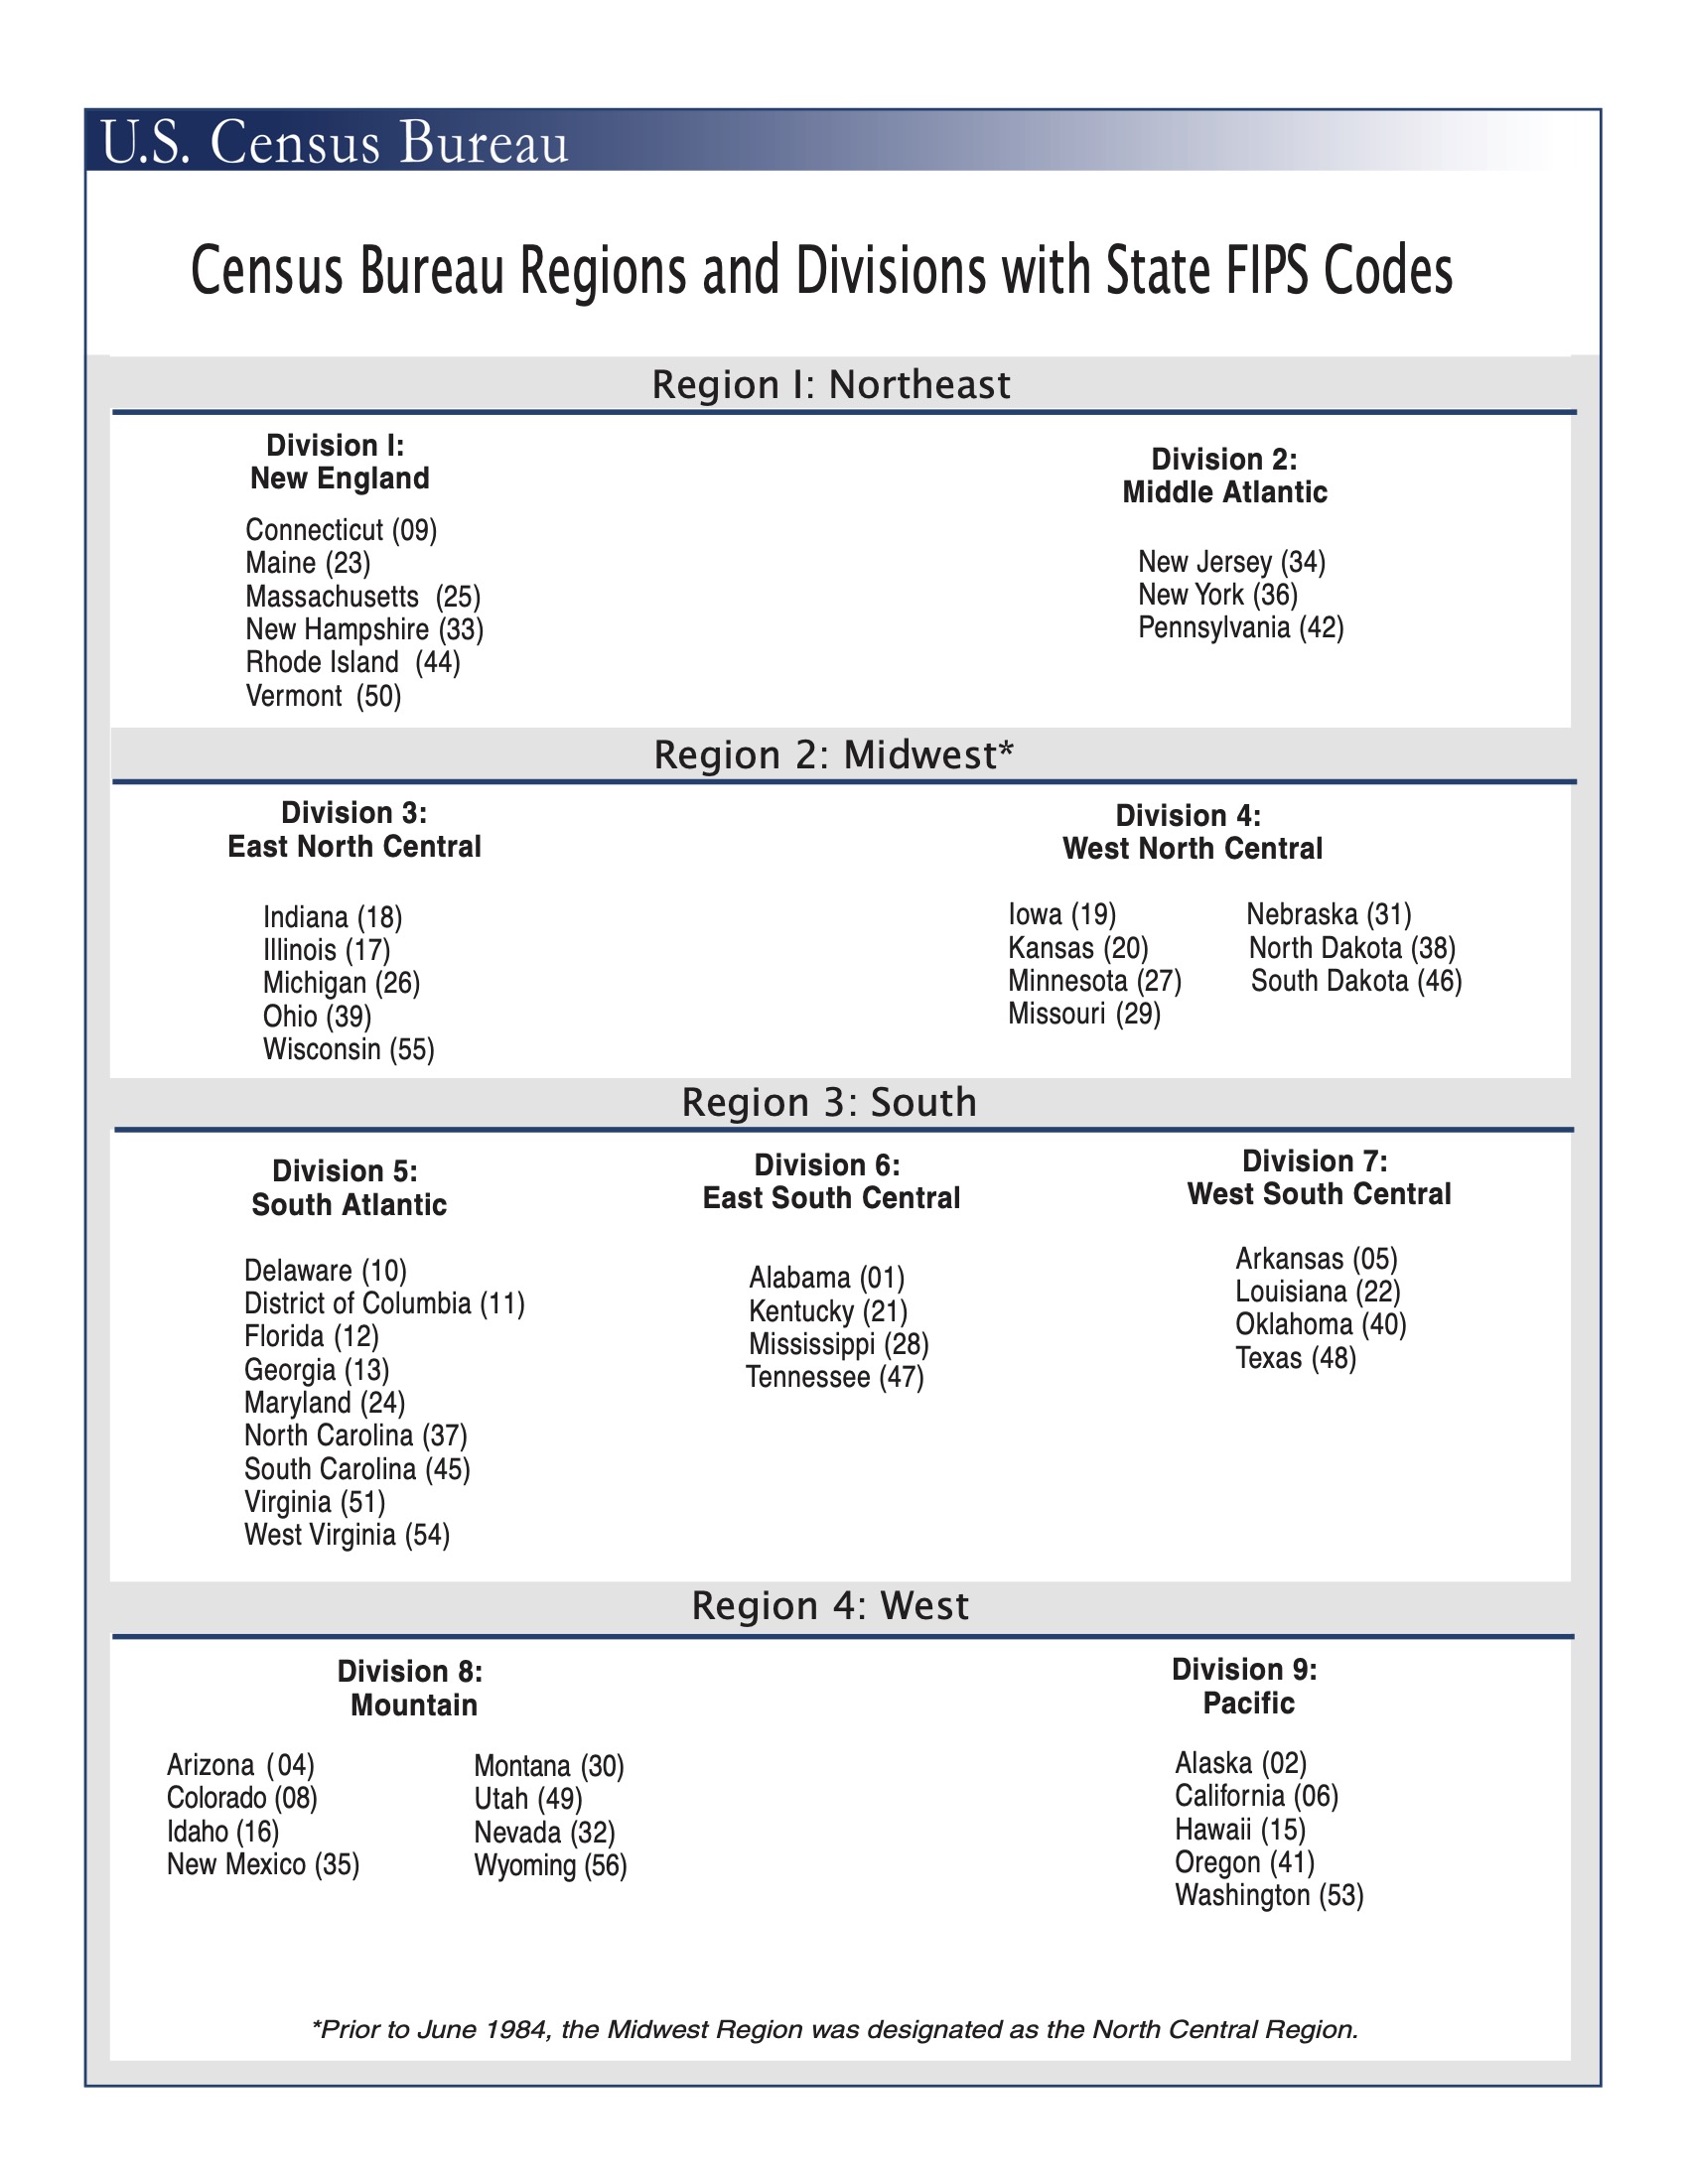 U.S. Census Bureau
Census Bureau Regions and Divisions with State FIPS Codes
Region I: Northeast
Division I:
New England
Connecticut (09)
Maine (23)
Massachusetts (25)
New Hampshire (33)
Rhode Island (44)
Vermont (50)
Division 2:
Middle Atlantic
New Jersey (34)
New York (36)
Pennsylvania (42)
Region 2: Midwest*
Division 3:
East North Central
Indiana (18)
Illinois (17)
Michigan (26)
Ohio (39)
Wisconsin (55)
Division 4:
West North Central
Iowa (19)
Kansas (20)
Minnesota (27)
Missouri (29)
Nebraska (31)
North Dakota (38)
South Dakota (46)
Region 3: South
Division 5:
South Atlantic
Delaware (10)
District of Columbia (11)
Florida (12)
Georgia (13)
Maryland (24)
North Carolina (37)
South Carolina (45)
Virginia (51)
West Virginia (54)
Division 6:
East South Central
Alabama (01)
Kentucky (21)
Mississippi (28)
Tennessee (47)
Division 7:
West South Central
Arkansas (05)
Louisiana (22)
Oklahoma (40)
Texas (48)
Region 4: West
Division 8:
Mountain
Arizona (04)
Colorado (08)
Idaho (16)
New Mexico (35)
Montana (30)
Utah (49)
Nevada (32)
Wyoming (56)
Division 9:
Pacific
Alaska (02)
California (06)
Hawaii (15)
Oregon (41)
Washington (53)
*Prior to June 1984, the Midwest Region was designated as the North Central Region.